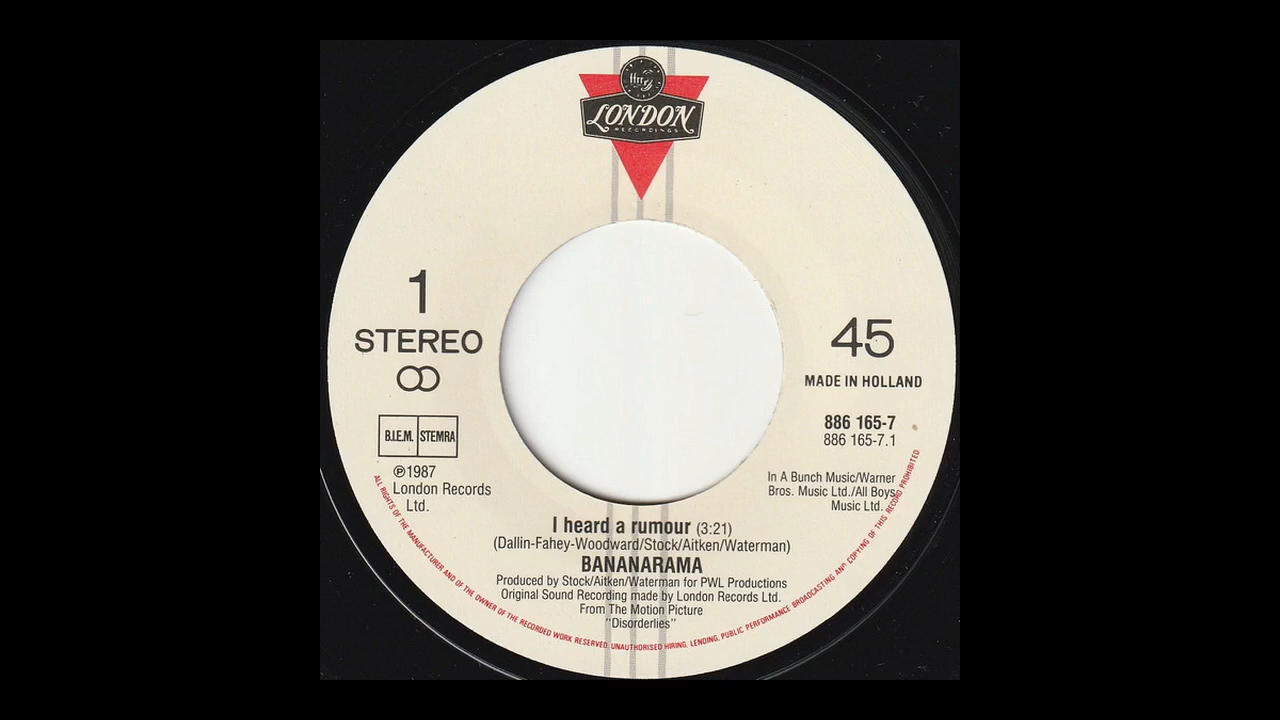 LONDON
RECORDINGS
1
STEREO
45
MADE IN HOLLAND
B.I.E.M. STEMRA
886 165-7
886 165-7.1
℗1987
London Records
Ltd.
In A Bunch Music/Warner
Bros. Music Ltd./All Boys
Music Ltd.
I heard a rumour (3:21)
(Dallin-Fahey-Woodward/Stock/Aitken/Waterman)
BANANARAMA
Produced by Stock/Aitken/Waterman for PWL Productions
Original Sound Recording made by London Records Ltd.
From The Motion Picture
"Disorderlies"
ALL RIGHTS OF THE MANUFACTURER AND OF THE OWNER OF THE RECORDED WORK RESERVED. UNAUTHORISED HIRING, LENDING, PUBLIC PERFORMANCE BROADCASTING AND COPYING OF THIS RECORD PROHIBITED.